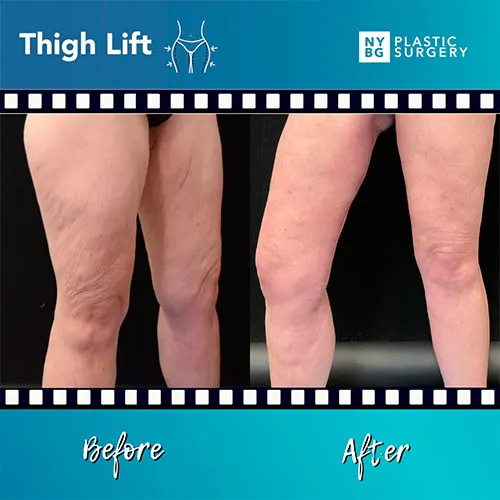 Thigh Lift
NY PLASTIC
BG SURGERY
Before
After